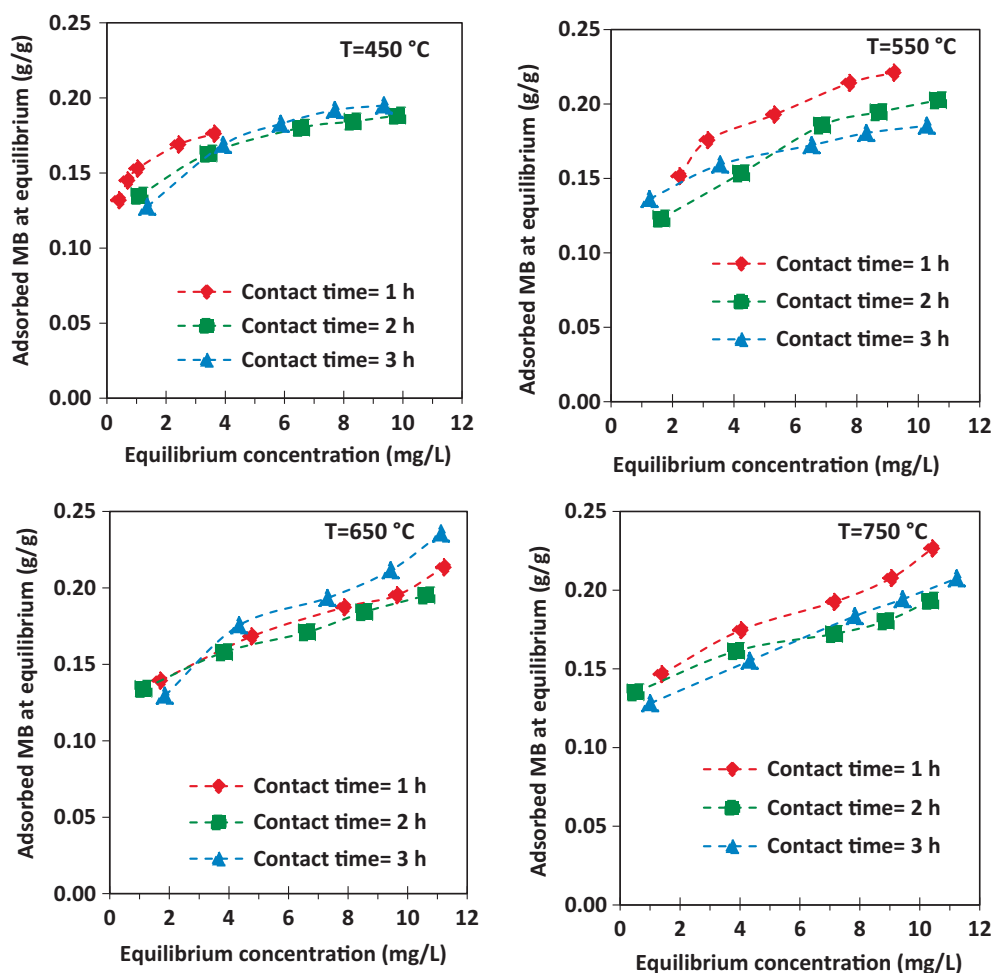 Adsorbed MB at equilibrium (g/g)
0.25
0.20
0.15
0.10
0.05
0.00
T=450 °C
Contact time= 1 h
Contact time= 2 h
Contact time= 3 h
0 2 4 6 8 10 12
Equilibrium concentration (mg/L)
Adsorbed MB at equilibrium (g/g)
0.25
0.20
0.15
0.10
0.05
0.00
T=550 °C
Contact time= 1 h
Contact time= 2 h
Contact time= 3 h
0 2 4 6 8 10 12
Equilibrium concentration (mg/L)
Adsorbed MB at equilibrium (g/g)
0.25
0.20
0.15
0.10
0.05
0.00
T=650 °C
Contact time= 1 h
Contact time= 2 h
Contact time= 3 h
0 2 4 6 8 10 12
Equilibrium concentration (mg/L)
Adsorbed MB at equilibrium (g/g)
0.25
0.20
0.15
0.10
0.05
0.00
T=750 °C
Contact time= 1 h
Contact time= 2 h
Contact time= 3 h
0 2 4 6 8 10 12
Equilibrium concentration (mg/L)